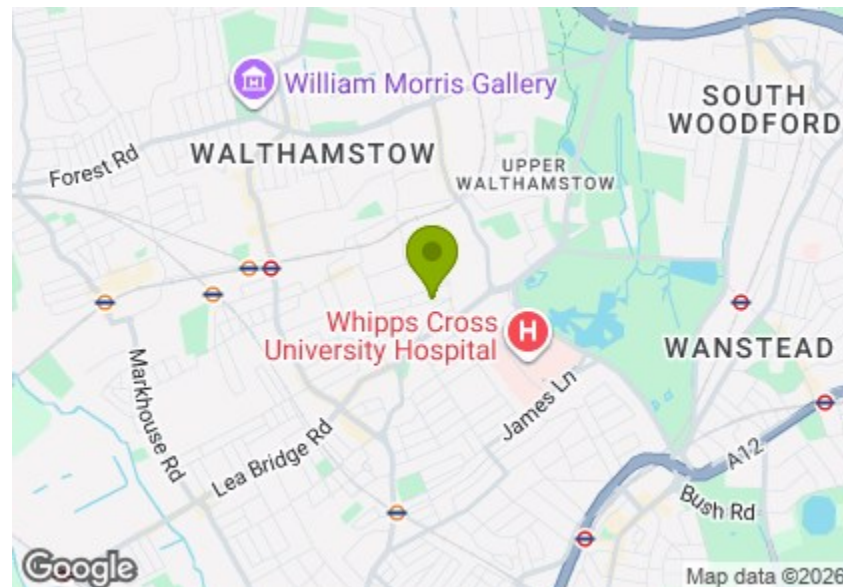 William Morris Gallery
SOUTH
WOODFORD
Forest Rd
WALTHAMSTOW
UPPER
WALTHAMSTOW
Whipps Cross
University Hospital
H
WANSTEAD
Markhouse Rd
James Ln
Lea Bridge Rd
A12
Bush Rd
Google
Map data ©2026